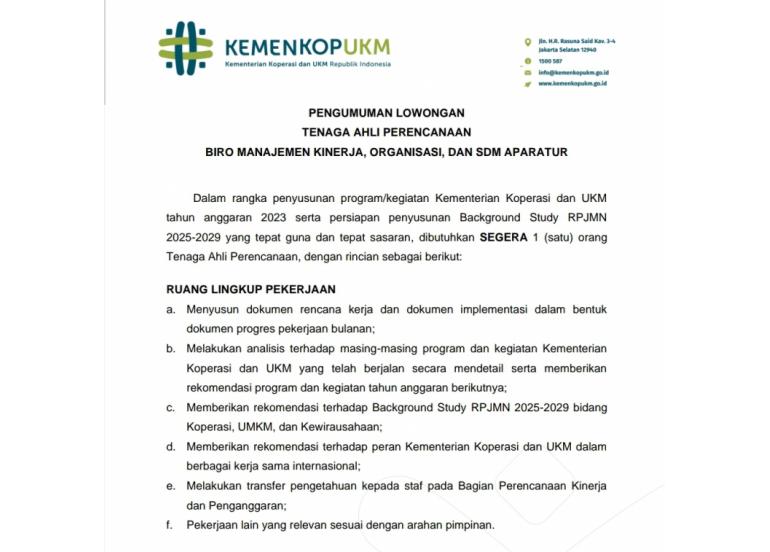 KEMENKOPUKM
Kementerian Koperasi dan UKM Republik Indonesia
Jln. H.R. Rasuna Said Kav. 3-4
Jakarta Selatan 12940
1500 587
info@kemenkopukm.go.id
www.kemenkopukm.go.id
PENGUMUMAN LOWONGAN
TENAGA AHLI PERENCANAAN
BIRO MANAJEMEN KINERJA, ORGANISASI, DAN SDM APARATUR
Dalam rangka penyusunan program/kegiatan Kementerian Koperasi dan UKM
tahun anggaran 2023 serta persiapan penyusunan Background Study RPJMN
2025-2029 yang tepat guna dan tepat sasaran, dibutuhkan SEGERA 1 (satu) orang
Tenaga Ahli Perencanaan, dengan rincian sebagai berikut:
RUANG LINGKUP PEKERJAAN
a. Menyusun dokumen rencana kerja dan dokumen implementasi dalam bentuk
dokumen progres pekerjaan bulanan;
b. Melakukan analisis terhadap masing-masing program dan kegiatan Kementerian
Koperasi dan UKM yang telah berjalan secara mendetail serta memberikan
rekomendasi program dan kegiatan tahun anggaran berikutnya;
c. Memberikan rekomendasi terhadap Background Study RPJMN 2025-2029 bidang
Koperasi, UMKM, dan Kewirausahaan;
d. Memberikan rekomendasi terhadap peran Kementerian Koperasi dan UKM dalam
berbagai kerja sama internasional;
e. Melakukan transfer pengetahuan kepada staf pada Bagian Perencanaan Kinerja
dan Penganggaran;
f. Pekerjaan lain yang relevan sesuai dengan arahan pimpinan.